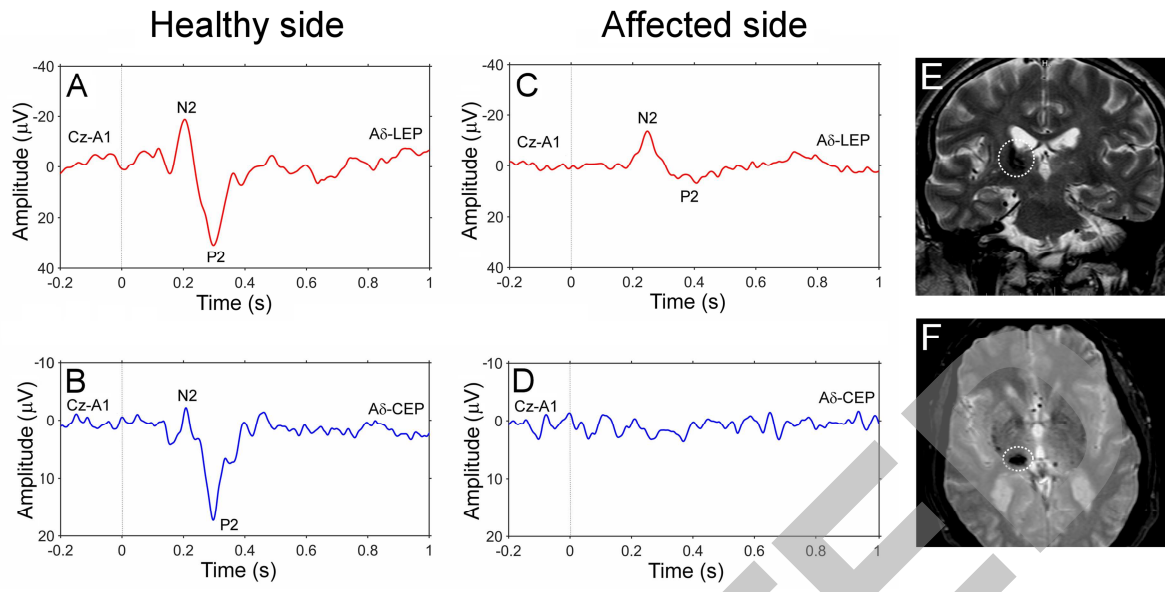 Healthy side
Affected side
A
-40
-20
0
20
40
Amplitude (µV)
Cz-A1
N2
P2
Aδ-LEP
-0.2 0 0.2 0.4 0.6 0.8 1
Time (s)
C
-40
-20
0
20
40
Amplitude (µV)
Cz-A1
N2
P2
Aδ-LEP
-0.2 0 0.2 0.4 0.6 0.8 1
Time (s)
E
H
B
-10
0
10
20
Amplitude (µV)
Cz-A1
N2
P2
Aδ-CEP
-0.2 0 0.2 0.4 0.6 0.8 1
Time (s)
D
-10
0
10
20
Amplitude (µV)
Cz-A1
Aδ-CEP
-0.2 0 0.2 0.4 0.6 0.8 1
Time (s)
F